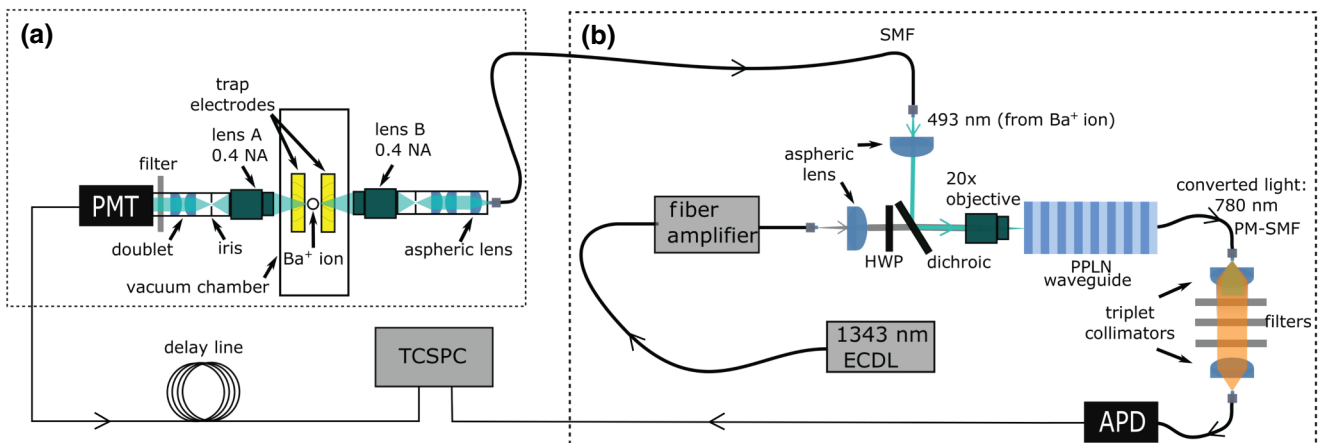 (a)
trap
electrodes
lens A
0.4 NA
lens B
0.4 NA
filter
PMT
doublet
iris
Ba⁺ ion
aspheric lens
vacuum chamber
delay line
TCSPC
(b)
SMF
493 nm (from Ba⁺ ion)
aspheric
lens
20x
objective
fiber
amplifier
HWP
dichroic
PPLN
waveguide
converted light:
780 nm
PM-SMF
triplet
collimators
filters
1343 nm
ECDL
APD